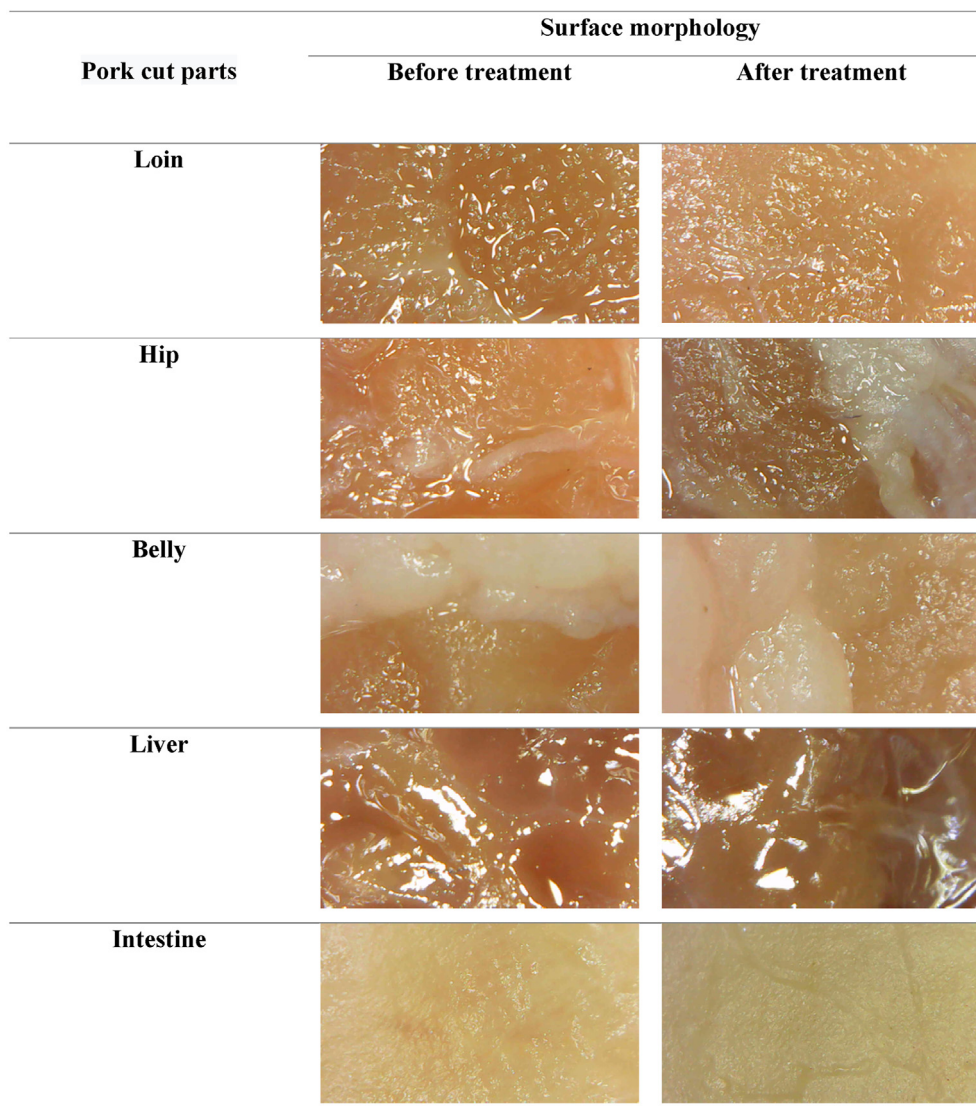 Surface morphology
Pork cut parts
Before treatment
After treatment
Loin
Hip
Belly
Liver
Intestine